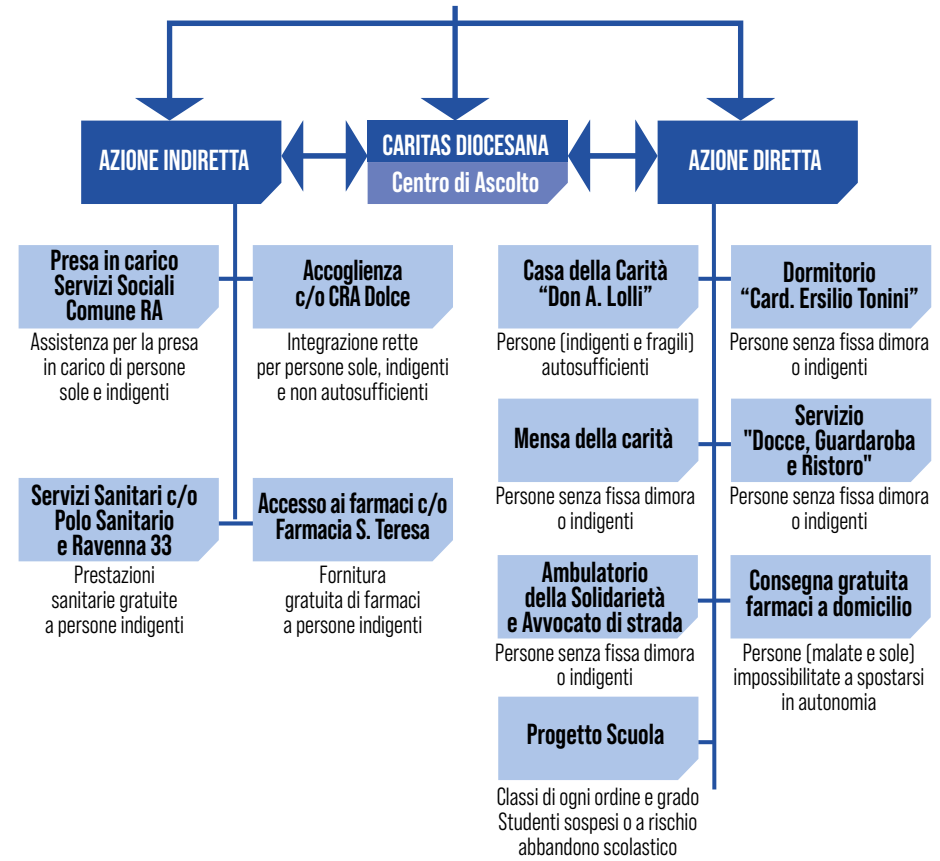 AZIONE INDIRETTA
CARITAS DIOCESANA
Centro di Ascolto
AZIONE DIRETTA
Presa in carico
Servizi Sociali
Comune RA
Assistenza per la presa
in carico di persone
sole e indigenti
Accoglienza
c/o CRA Dolce
Integrazione rette
per persone sole, indigenti
e non autosufficienti
Servizi Sanitari c/o
Polo Sanitario
e Ravenna 33
Prestazioni
sanitarie gratuite
a persone indigenti
Accesso ai farmaci c/o
Farmacia S. Teresa
Fornitura
gratuita di farmaci
a persone indigenti
Casa della Carità
“Don A. Lolli”
Persone (indigenti e fragili)
autosufficienti
Dormitorio
“Card. Ersilio Tonini”
Persone senza fissa dimora
o indigenti
Mensa della carità
Persone senza fissa dimora
o indigenti
Servizio
"Docce, Guardaroba
e Ristoro"
Persone senza fissa dimora
o indigenti
Ambulatorio
della Solidarietà
e Avvocato di strada
Persone senza fissa dimora
o indigenti
Consegna gratuita
farmaci a domicilio
Persone (malate e sole)
impossibilitate a spostarsi
in autonomia
Progetto Scuola
Classi di ogni ordine e grado
Studenti sospesi o a rischio
abbandono scolastico